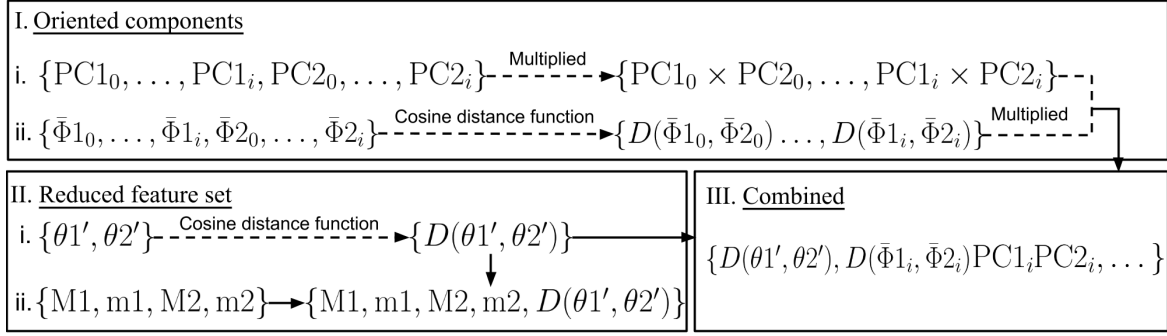 I. Oriented components
i. {PC1₀, . . . , PC1ᵢ, PC2₀, . . . , PC2ᵢ} Multiplied {PC1₀ × PC2₀, . . . , PC1ᵢ × PC2ᵢ}
ii. {Φ̄1₀, . . . , Φ̄1ᵢ, Φ̄2₀, . . . , Φ̄2ᵢ} Cosine distance function {D(Φ̄1₀, Φ̄2₀) . . . , D(Φ̄1ᵢ, Φ̄2ᵢ)} Multiplied
II. Reduced feature set
i. {θ1′, θ2′} Cosine distance function {D(θ1′, θ2′)}
ii. {M1, m1, M2, m2} {M1, m1, M2, m2, D(θ1′, θ2′)}
III. Combined
{D(θ1′, θ2′), D(Φ̄1ᵢ, Φ̄2ᵢ)PC1ᵢPC2ᵢ, . . . }